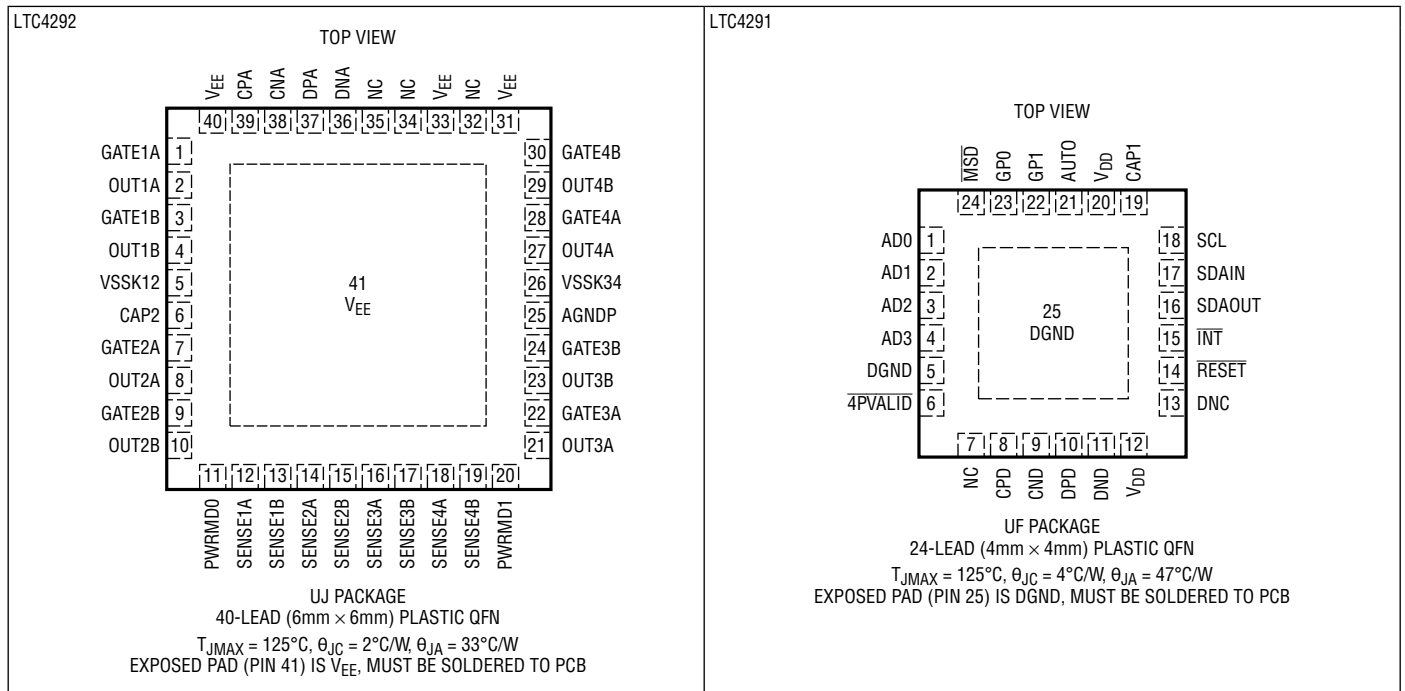 LTC4292
TOP VIEW
VEE CPA CNA DPA DNA NC NC VEE NC VEE
40 39 38 37 36 35 34 33 32 31
GATE1A 1
OUT1A 2
GATE1B 3
OUT1B 4
VSSK12 5
CAP2 6
GATE2A 7
OUT2A 8
GATE2B 9
OUT2B 10
41
VEE
30 GATE4B
29 OUT4B
28 GATE4A
27 OUT4A
26 VSSK34
25 AGNDP
24 GATE3B
23 OUT3B
22 GATE3A
21 OUT3A
11 12 13 14 15 16 17 18 19 20
PWRMD0 SENSE1A SENSE1B SENSE2A SENSE2B SENSE3A SENSE3B SENSE4A SENSE4B PWRMD1
UJ PACKAGE
40-LEAD (6mm × 6mm) PLASTIC QFN
TJMAX = 125°C, θJC = 2°C/W, θJA = 33°C/W
EXPOSED PAD (PIN 41) IS VEE, MUST BE SOLDERED TO PCB
LTC4291
TOP VIEW
MSD GP0 GP1 AUTO VDD CAP1
24 23 22 21 20 19
AD0 1
AD1 2
AD2 3
AD3 4
DGND 5
4PVALID 6
25
DGND
18 SCL
17 SDAIN
16 SDAOUT
15 INT
14 RESET
13 DNC
7 8 9 10 11 12
NC CPD CND DPD DND VDD
UF PACKAGE
24-LEAD (4mm × 4mm) PLASTIC QFN
TJMAX = 125°C, θJC = 4°C/W, θJA = 47°C/W
EXPOSED PAD (PIN 25) IS DGND, MUST BE SOLDERED TO PCB